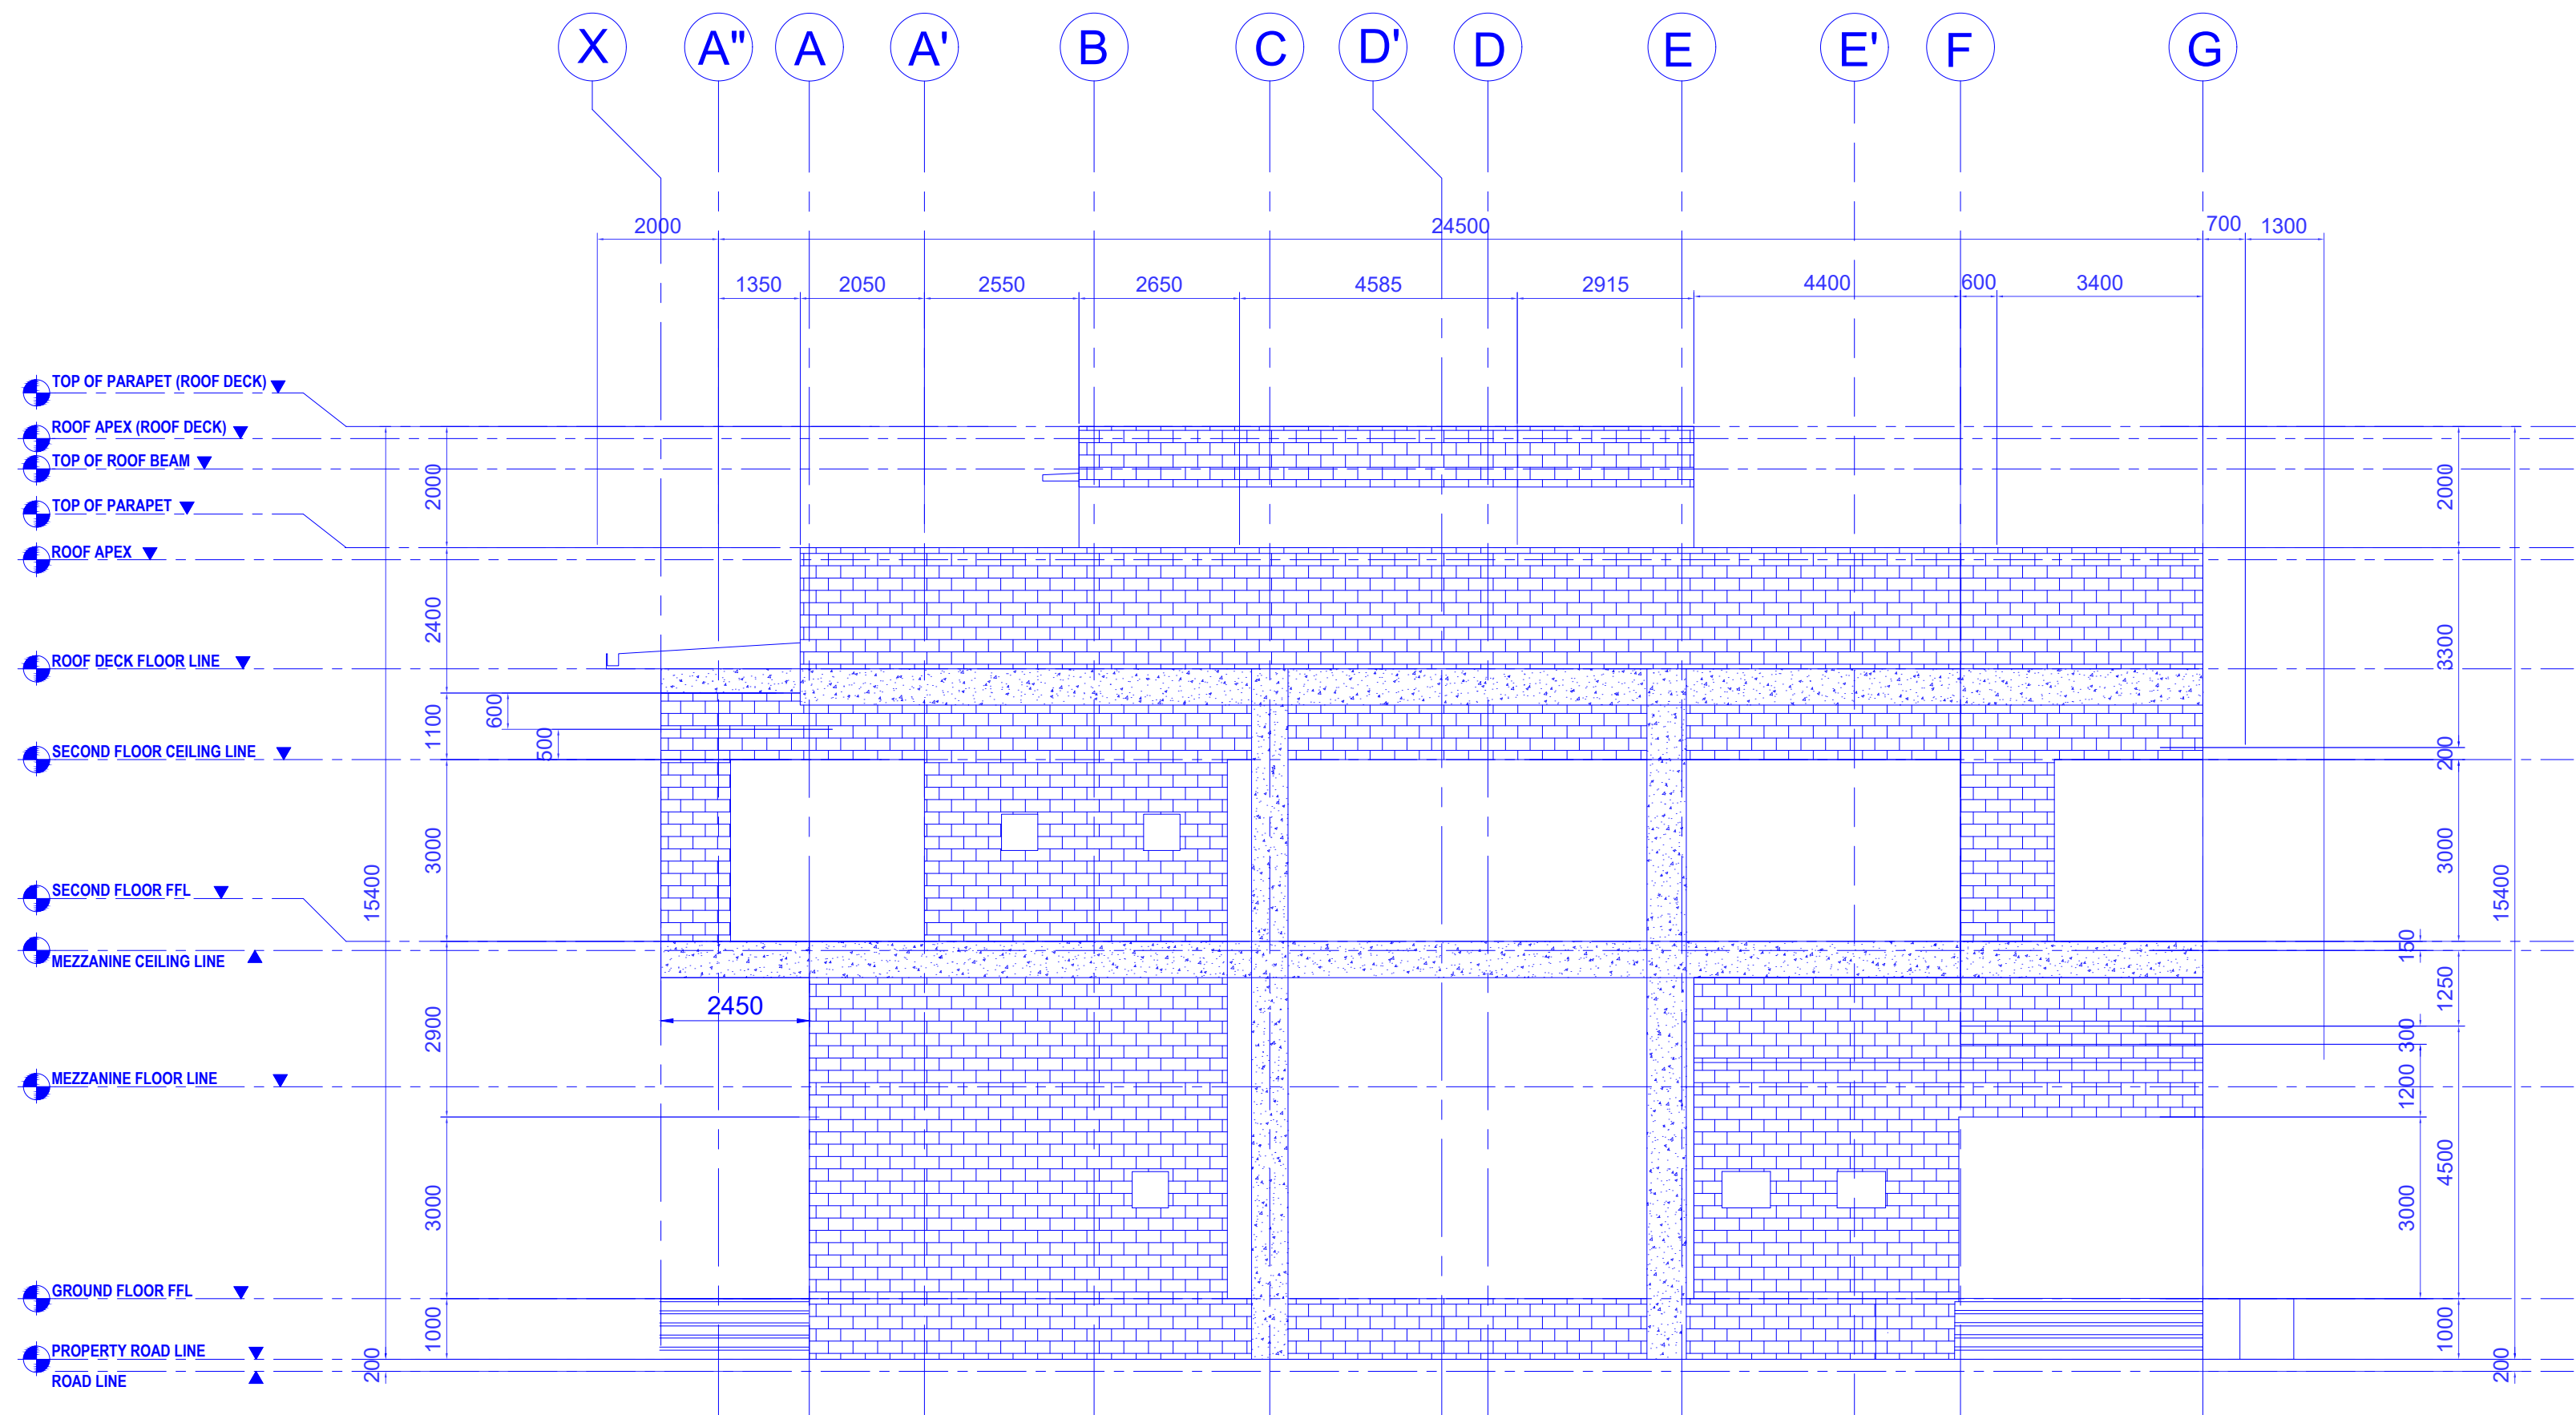 X A" A A' B C D' D E E' F G
2000 24500 700 1300
1350 2050 2550 2650 4585 2915 4400 600 3400
TOP OF PARAPET (ROOF DECK)
ROOF APEX (ROOF DECK)
TOP OF ROOF BEAM
2000 2000
TOP OF PARAPET
ROOF APEX
2400 3300
ROOF DECK FLOOR LINE
600 1100 500 200
SECOND FLOOR CEILING LINE
3000 3000
15400 15400
SECOND FLOOR FFL
150
MEZZANINE CEILING LINE
2450 1250
2900 300
MEZZANINE FLOOR LINE
1200
3000 3000 4500
GROUND FLOOR FFL
1000 1000
PROPERTY ROAD LINE
200 200
ROAD LINE